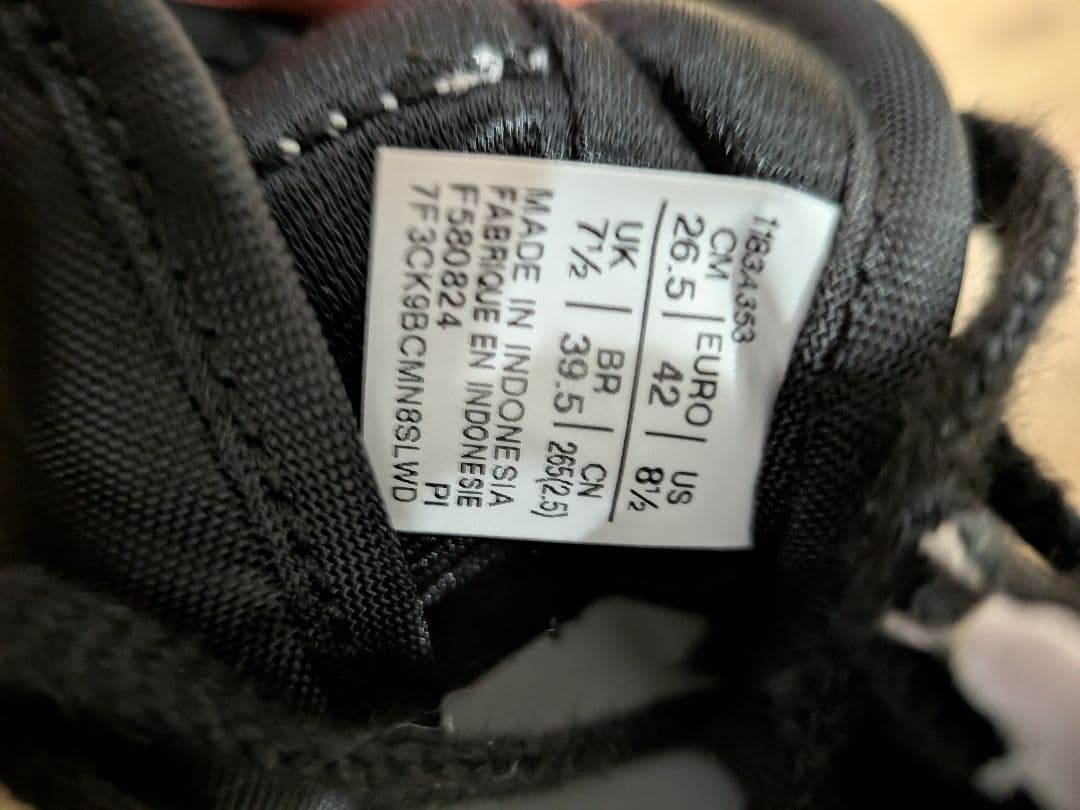 1183A353
CM | EURO | US
26.5 | 42 | 8½
UK | BR | CN
7½ | 39.5 | 265(2.5)
MADE IN INDONESIA
FABRIQUE EN INDONESIE
F580824 PI
7F3CK9BCMN8SLWD